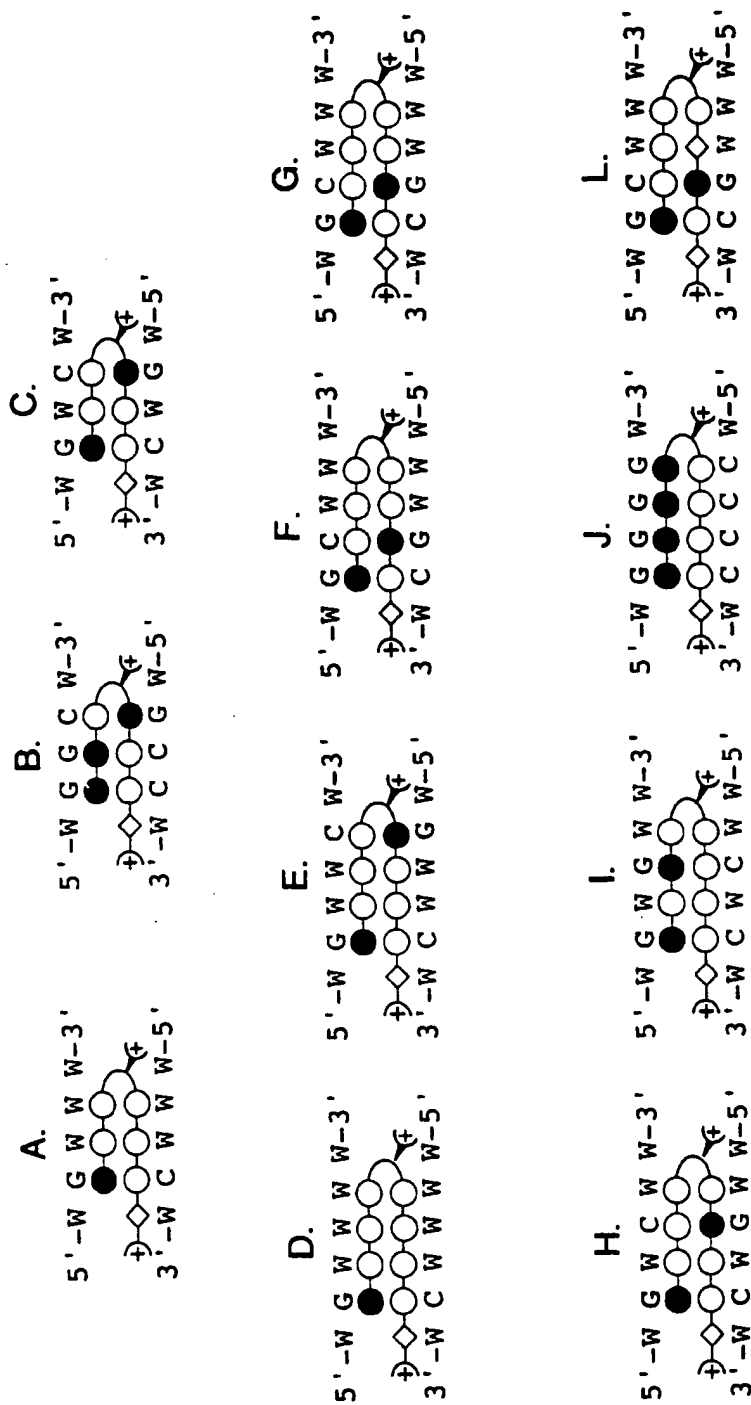 A.
5'-W G W W W-3'
+ +
3'-W C W W W-5'
B.
5'-W G G C W-3'
+ +
3'-W C C G W-5'
C.
5'-W G W C W-3'
+ +
3'-W C W G W-5'
D.
5'-W G W W W W-3'
+ +
3'-W C W W W W-5'
E.
5'-W G W W C W-3'
+ +
3'-W C W W G W-5'
F.
5'-W G C W W W-3'
+ +
3'-W C G W W W-5'
G.
5'-W G C W W W-3'
+ +
3'-W C G W W W-5'
H.
5'-W G W C W W-3'
+ +
3'-W C W G W W-5'
I.
5'-W G W G W W-3'
+ +
3'-W C W C W W-5'
J.
5'-W G G G G W-3'
+ +
3'-W C C C C W-5'
L.
5'-W G C W W W-3'
+ +
3'-W C G W W W-5'